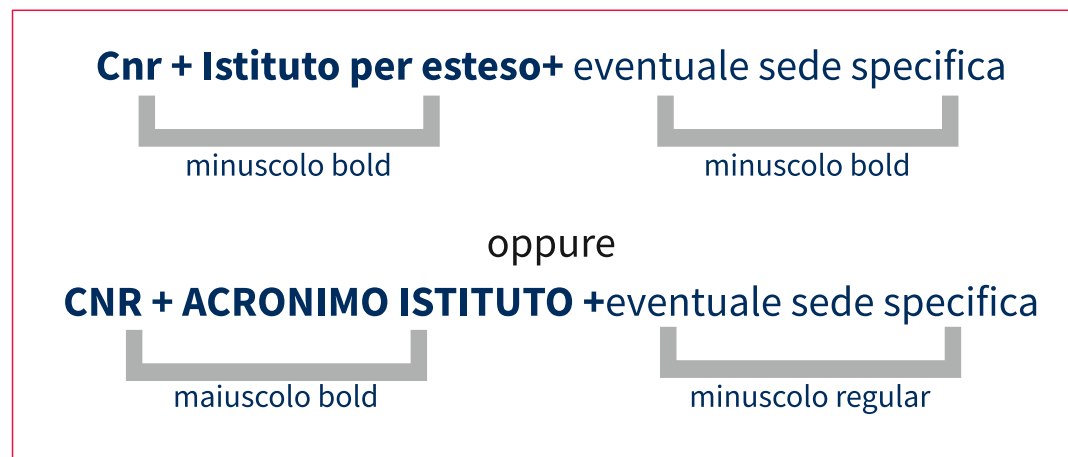 Cnr + Istituto per esteso+ eventuale sede specifica
minuscolo bold minuscolo bold
oppure
CNR + ACRONIMO ISTITUTO +eventuale sede specifica
maiuscolo bold minuscolo regular